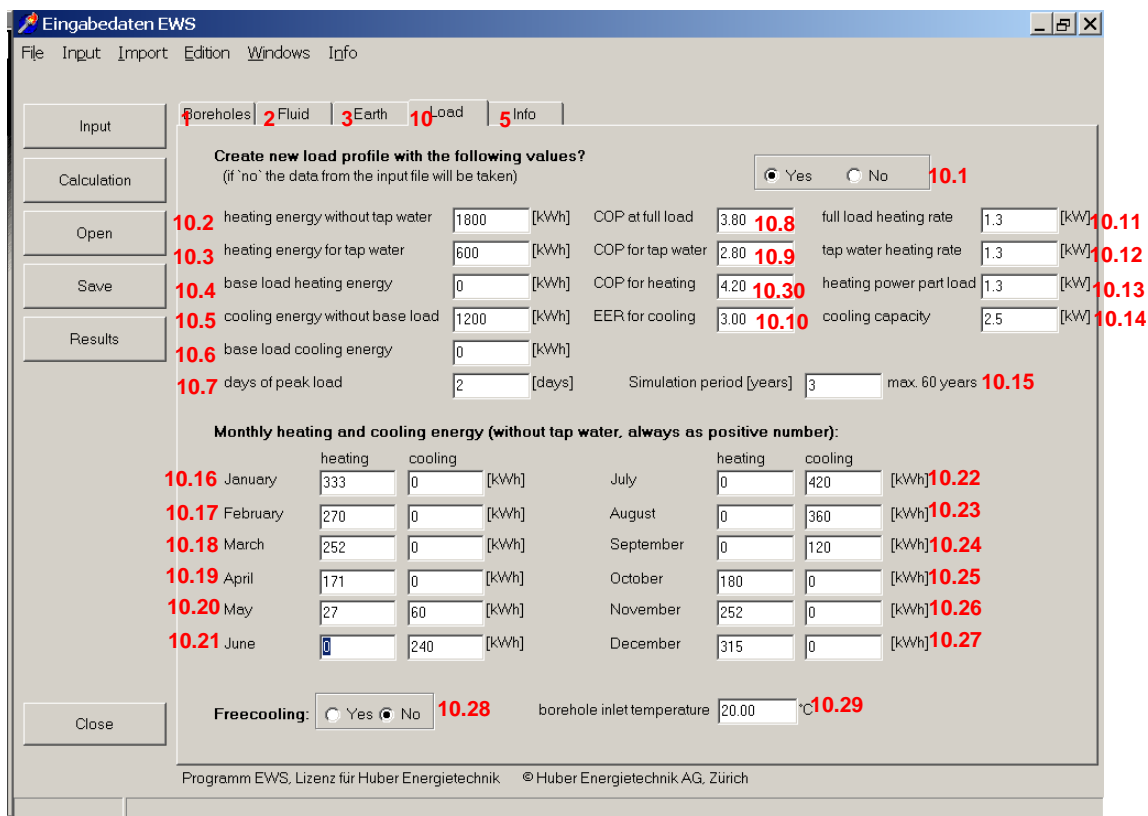 Eingabedaten EWS
File Input Import Edition Windows Info
Input
Calculation
Open
Save
Results
Close
1 Boreholes 2 Fluid 3 Earth 10 Load 5 Info
Create new load profile with the following values?
(if `no` the data from the input file will be taken)
Yes No 10.1
10.2 heating energy without tap water 1800 [kWh] COP at full load 3.80 10.8 full load heating rate 1.3 [kW] 10.11
10.3 heating energy for tap water 600 [kWh] COP for tap water 2.80 10.9 tap water heating rate 1.3 [kW] 10.12
10.4 base load heating energy 0 [kWh] COP for heating 4.20 10.30 heating power part load 1.3 [kW] 10.13
10.5 cooling energy without base load 1200 [kWh] EER for cooling 3.00 10.10 cooling capacity 2.5 [kW] 10.14
10.6 base load cooling energy 0 [kWh]
10.7 days of peak load 2 [days] Simulation period [years] 3 max. 60 years 10.15
Monthly heating and cooling energy (without tap water, always as positive number):
heating cooling heating cooling
10.16 January 333 0 [kWh] July 0 420 [kWh] 10.22
10.17 February 270 0 [kWh] August 0 360 [kWh] 10.23
10.18 March 252 0 [kWh] September 0 120 [kWh] 10.24
10.19 April 171 0 [kWh] October 180 0 [kWh] 10.25
10.20 May 27 60 [kWh] November 252 0 [kWh] 10.26
10.21 June 0 240 [kWh] December 315 0 [kWh] 10.27
Freecooling: Yes No 10.28 borehole inlet temperature 20.00 °C 10.29
Programm EWS, Lizenz für Huber Energietechnik © Huber Energietechnik AG, Zürich